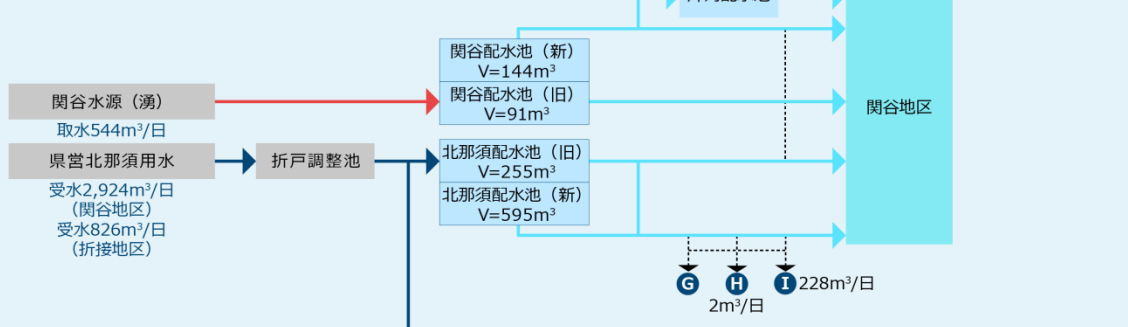 関谷配水池（新）
V=144m³
関谷水源（湧）
関谷配水池（旧）
V=91m³
関谷地区
取水544m³/日
県営北那須用水
折戸調整池
北那須配水池（旧）
V=255m³
受水2,924m³/日
（関谷地区）
北那須配水池（新）
V=595m³
受水826m³/日
（折接地区）
G
H
I
228m³/日
2m³/日